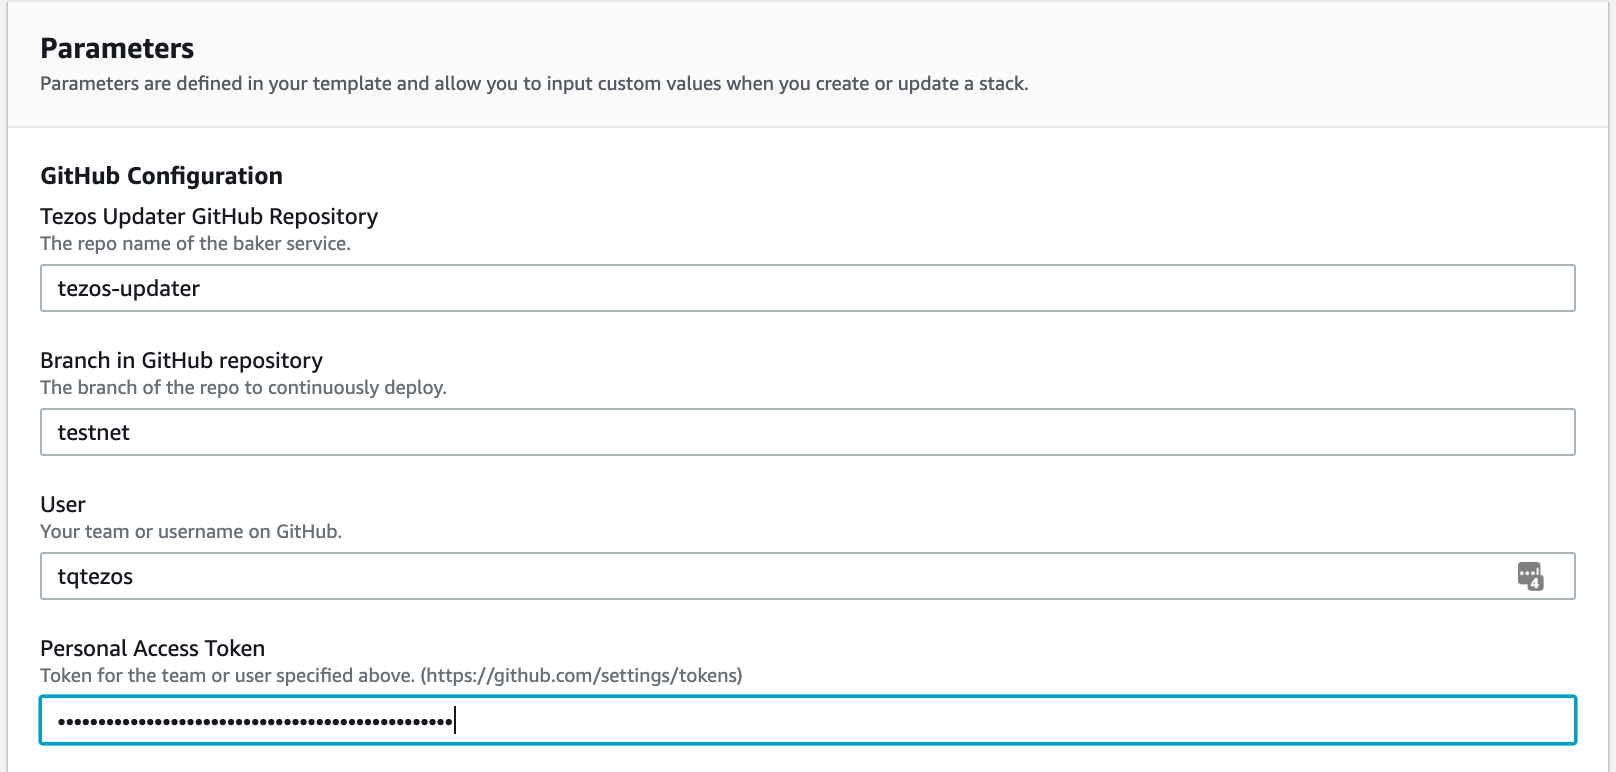 Parameters
Parameters are defined in your template and allow you to input custom values when you create or update a stack.
GitHub Configuration
Tezos Updater GitHub Repository
The repo name of the baker service.
tezos-updater
Branch in GitHub repository
The branch of the repo to continuously deploy.
testnet
User
Your team or username on GitHub.
tqtezos
4
Personal Access Token
Token for the team or user specified above. (https://github.com/settings/tokens)
••••••••••••••••••••••••••••••••••••••••••••••••••